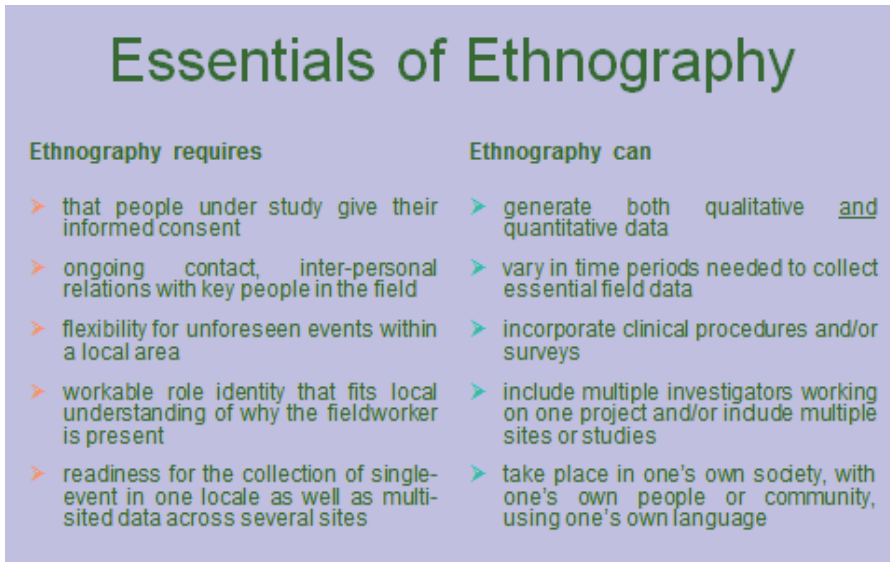 Essentials of Ethnography
Ethnography requires
that people under study give their
informed consent
ongoing contact, inter-personal
relations with key people in the field
flexibility for unforeseen events within
a local area
workable role identity that fits local
understanding of why the fieldworker
is present
readiness for the collection of single-
event in one locale as well as multi-
sited data across several sites
Ethnography can
generate both qualitative and
quantitative data
vary in time periods needed to collect
essential field data
incorporate clinical procedures and/or
surveys
include multiple investigators working
on one project and/or include multiple
sites or studies
take place in one's own society, with
one's own people or community,
using one's own language